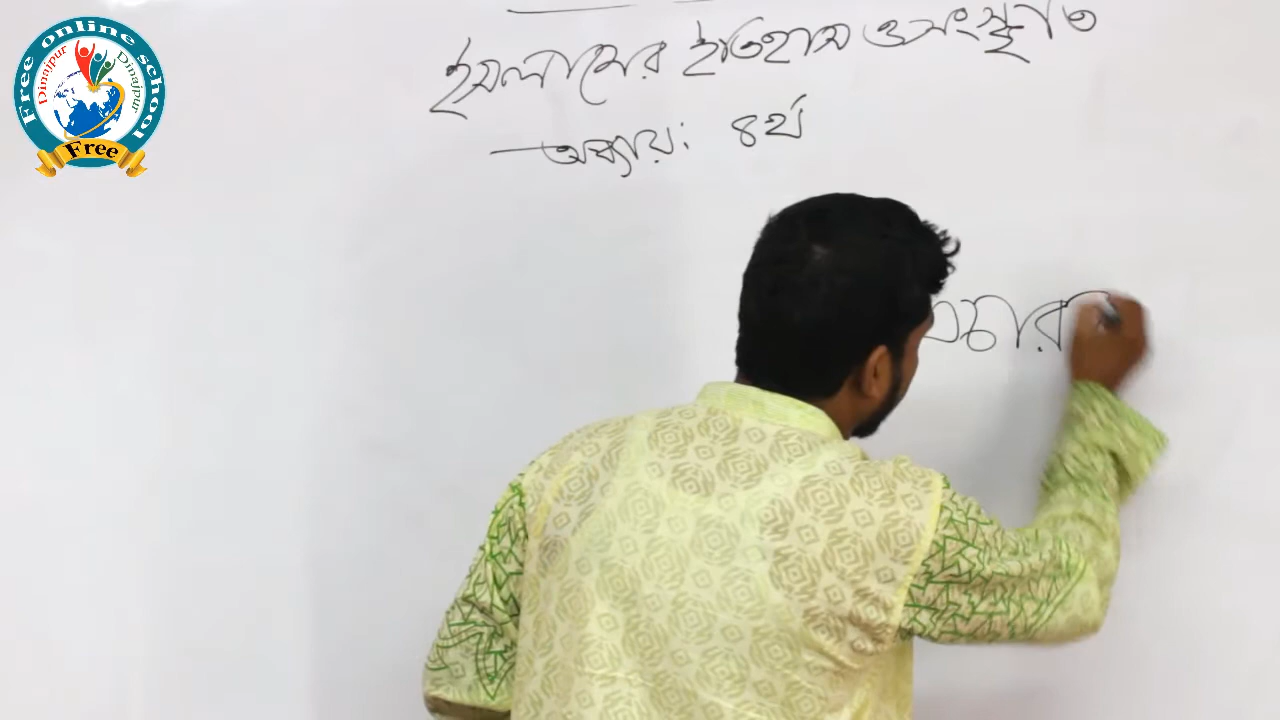 Free online school
Dinajpur Dinajpur
Free
ইসলামের ইতিহাস ও সংস্কৃতি
অধ্যায়: ৪র্থ